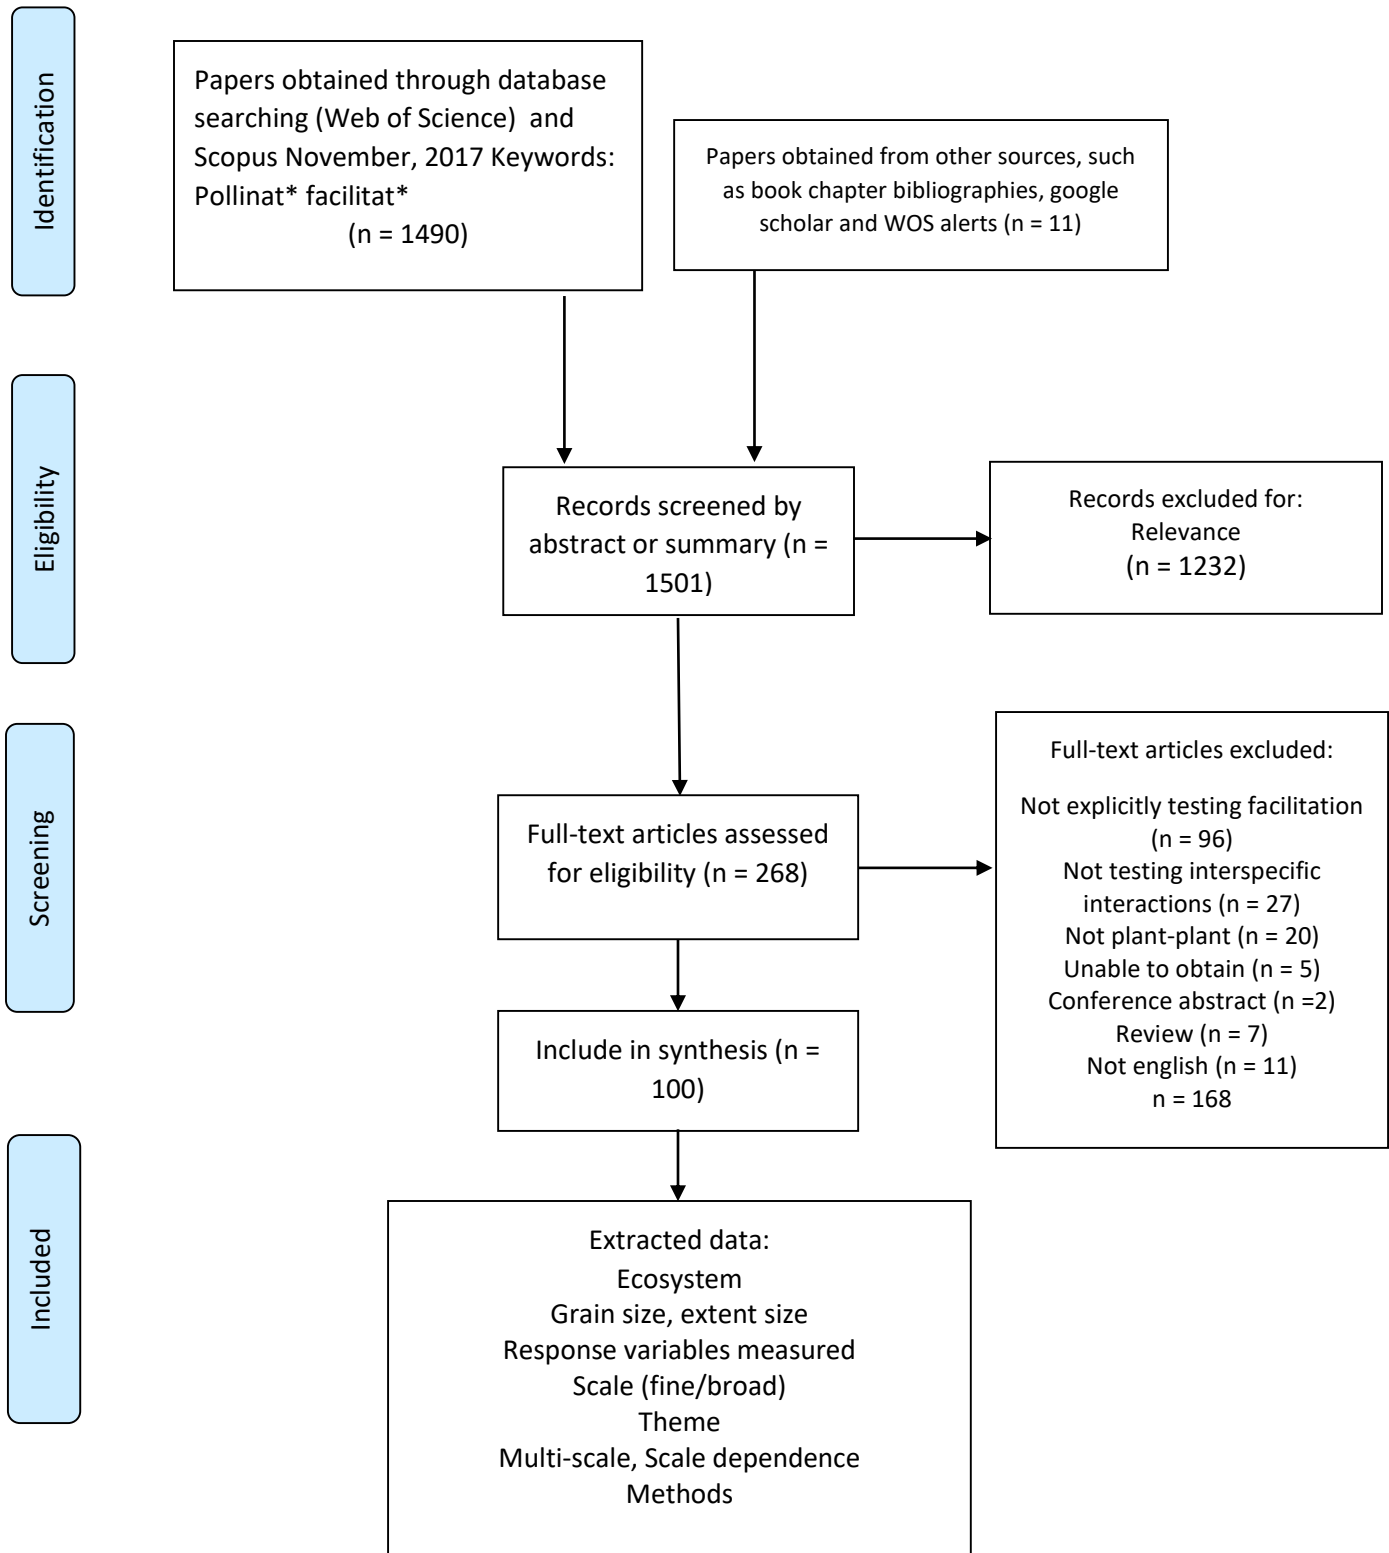 Identification
Papers obtained through database
searching (Web of Science)  and
Scopus November, 2017 Keywords:
Pollinat* facilitat*
(n = 1490)
Papers obtained from other sources, such
as book chapter bibliographies, google
scholar and WOS alerts (n = 11)
Eligibility
Records screened by
abstract or summary (n =
1501)
Records excluded for:
Relevance
(n = 1232)
Screening
Full-text articles assessed
for eligibility (n = 268)
Full-text articles excluded:
Not explicitly testing facilitation
(n = 96)
Not testing interspecific
interactions (n = 27)
Not plant-plant (n = 20)
Unable to obtain (n = 5)
Conference abstract (n =2)
Review (n = 7)
Not english (n = 11)
n = 168
Include in synthesis (n =
100)
Included
Extracted data:
Ecosystem
Grain size, extent size
Response variables measured
Scale (fine/broad)
Theme
Multi-scale, Scale dependence
Methods